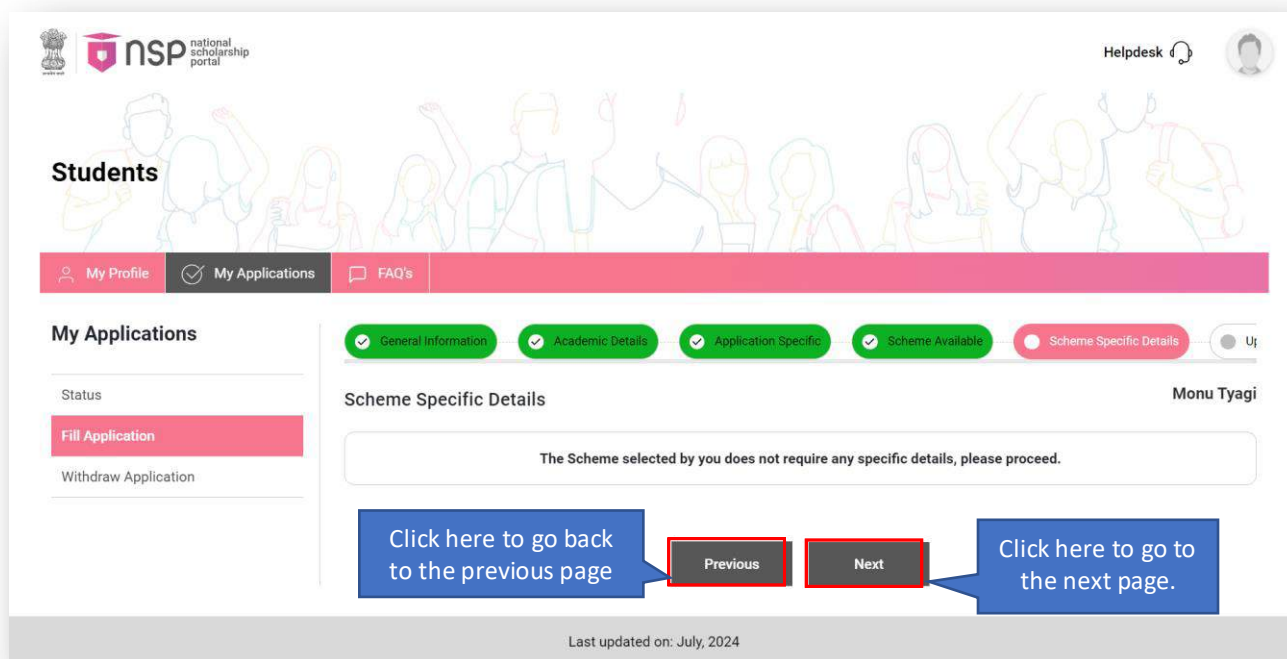 nsp national
scholarship
portal
Helpdesk
Students
My Profile
My Applications
FAQ's
My Applications
General Information
Academic Details
Application Specific
Scheme Available
Scheme Specific Details
Up
Status
Fill Application
Withdraw Application
Scheme Specific Details
Monu Tyagi
The Scheme selected by you does not require any specific details, please proceed.
Click here to go back
to the previous page
Previous
Next
Click here to go to
the next page.
Last updated on: July, 2024